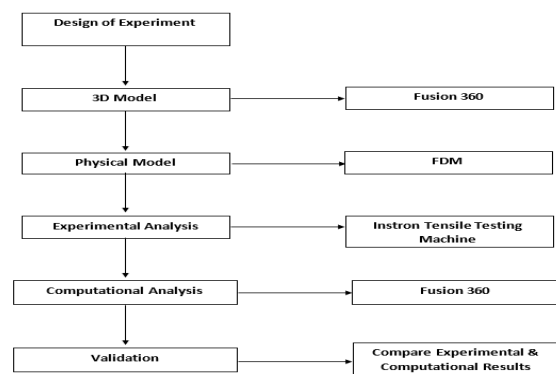 Design of Experiment
3D Model
Fusion 360
Physical Model
FDM
Experimental Analysis
Instron Tensile Testing
Machine
Computational Analysis
Fusion 360
Validation
Compare Experimental &
Computational Results